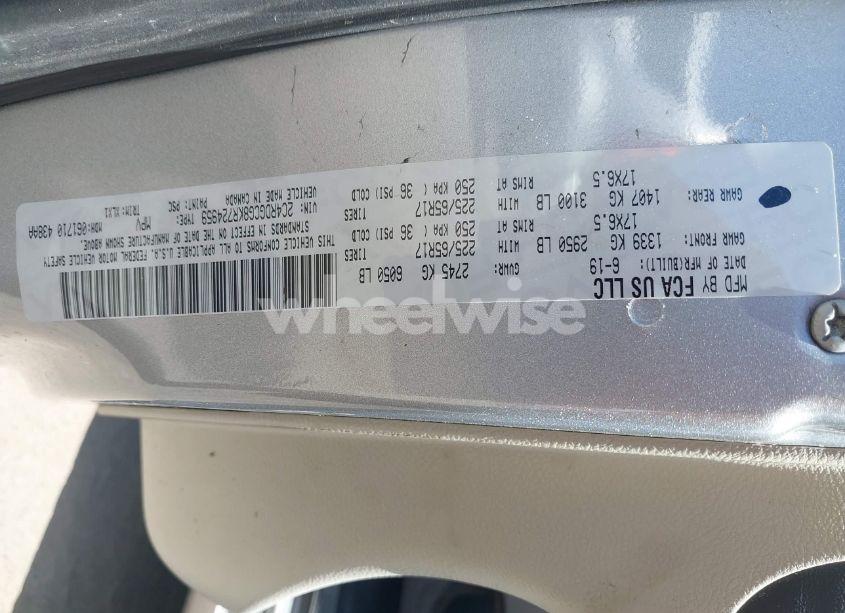 MFD BY FCA US LLC
DATE OF MFR(BUILT): 6-19 GVWR: 2745 KG 6050 LB
GAWR FRONT: 1339 KG 2950 LB WITH 225/65R17 TIRES
17X6.5 RIMS AT 250 KPA ( 36 PSI) COLD
GAWR REAR: 1407 KG 3100 LB WITH 225/65R17 TIRES
17X6.5 RIMS AT 250 KPA ( 36 PSI) COLD
THIS VEHICLE CONFORMS TO ALL APPLICABLE U.S.A. FEDERAL MOTOR VEHICLE SAFETY
STANDARDS IN EFFECT ON THE DATE OF MANUFACTURE SHOWN ABOVE.
VIN: 2C4RDGCG8KR724959 TYPE: MPV MDH:061710 438AA
VEHICLE MADE IN CANADA PAINT: PSC TRIM: HLX1
wheelwise